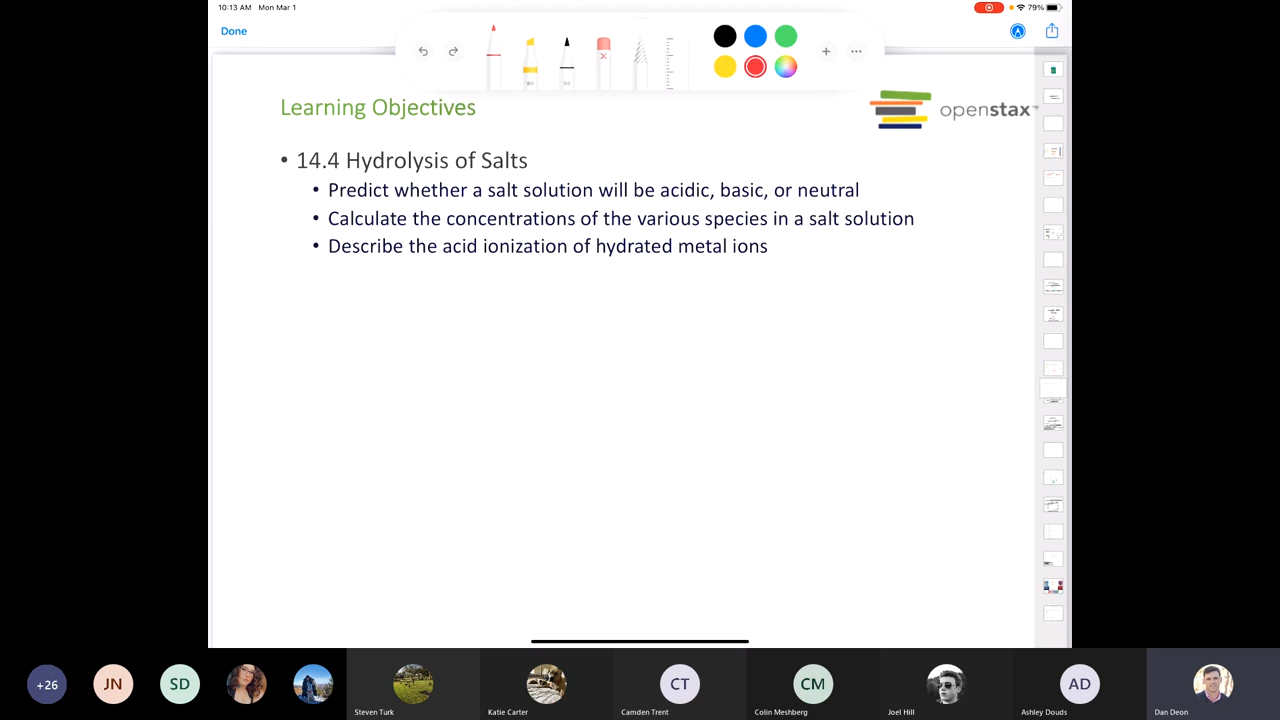 10:13 AM Mon Mar 1
79%
Done
Learning Objectives
openstax™
• 14.4 Hydrolysis of Salts
• Predict whether a salt solution will be acidic, basic, or neutral
• Calculate the concentrations of the various species in a salt solution
• Describe the acid ionization of hydrated metal ions
+26
JN
SD
CT
CM
AD
Steven Turk
Katie Carter
Camden Trent
Colin Meshberg
Joel Hill
Ashley Douds
Dan Deon